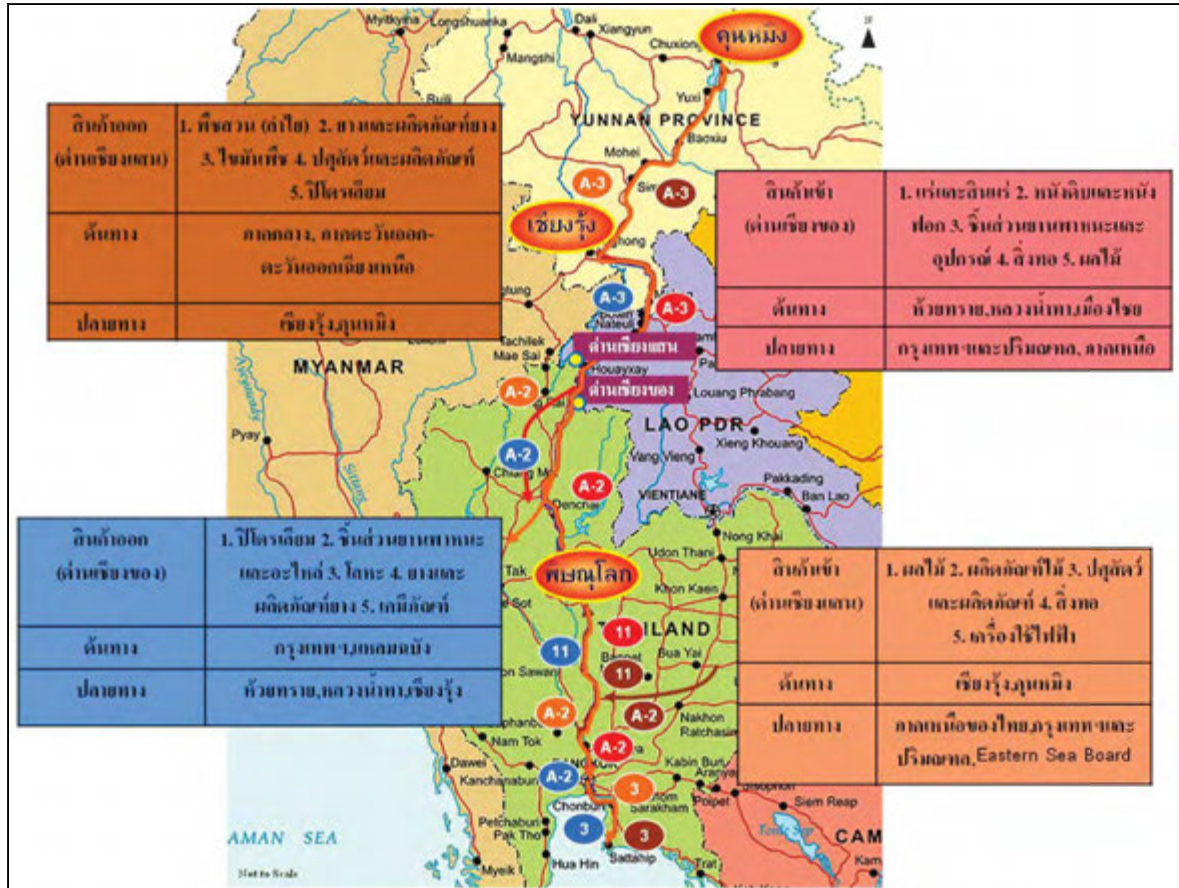 Myitkyina
Longshuanka
Dali
Xiangyun
Mangshi
Chuxiong
คุนหมิง
Ruili
Yuxi
YUNNAN PROVINCE
Baoxiu
Mohei
A-3
A-3
สินค้าออก
(ด่านเชียงแสน)
1. พืชสวน (ลำไย) 2. ยางและผลิตภัณฑ์ยาง
3. ไขมันพืช 4. ปศุสัตว์และผลิตภัณฑ์
5. ปิโตรเลียม
ต้นทาง
ภาคกลาง, ภาคตะวันออก-
ตะวันออกเฉียงเหนือ
ปลายทาง
เชียงรุ้ง,คุนหมิง
เชียงรุ้ง
สินค้าเข้า
(ด่านเชียงของ)
1. แร่และสินแร่ 2. หนังดิบและหนัง
ฟอก 3. ชิ้นส่วนยานพาหนะและ
อุปกรณ์ 4. สิ่งทอ 5. ผลไม้
ต้นทาง
ห้วยทราย,หลวงน้ำทา,เมืองไชย
ปลายทาง
กรุงเทพฯและปริมณฑล, ภาคเหนือ
A-3
A-3
Nateuil
Tachilek
Mae Sai
ด่านเชียงแสน
Houayxay
ด่านเชียงของ
MYANMAR
A-2
Louang Phrabang
LAO PDR
Xieng Khouang
Pyay
Sittang
A-2
Vang Vieng
Pakkading
Ban Lao
A-2
Denchai
VIENTIANE
Nong Khai
Udon Thani
Khon Kaen
สินค้าออก
(ด่านเชียงของ)
1. ปิโตรเลียม 2. ชิ้นส่วนยานพาหนะ
และอะไหล่ 3. โลหะ 4. ยางและ
ผลิตภัณฑ์ยาง 5. เคมีภัณฑ์
ต้นทาง
กรุงเทพฯ,แหลมฉบัง
ปลายทาง
ห้วยทราย,หลวงน้ำทา,เชียงรุ้ง
Tak
พษณุโลก
สินค้าเข้า
(ด่านเชียงแสน)
1. ผลไม้ 2. ผลิตภัณฑ์ไม้ 3. ปศุสัตว์
และผลิตภัณฑ์ 4. สิ่งทอ
5. เครื่องใช้ไฟฟ้า
ต้นทาง
เชียงรุ้ง,คุนหมิง
ปลายทาง
ภาคเหนือของไทย,กรุงเทพฯและ
ปริมณฑล,Eastern Sea Board
11
11
Bua Yai
11
A-2
A-2
Nakhon
Ratchasima
Nam Tok
A-2
Dawei
A-2
Kabin Buri
3
Poipet
Siem Reap
Chonburi
Petchaburi
Pak Tho
3
3
Hua Hin
Sattahip
Trat
AMAN SEA
Tonle Sap
CAM
Kam
Myeik
Not to Scale